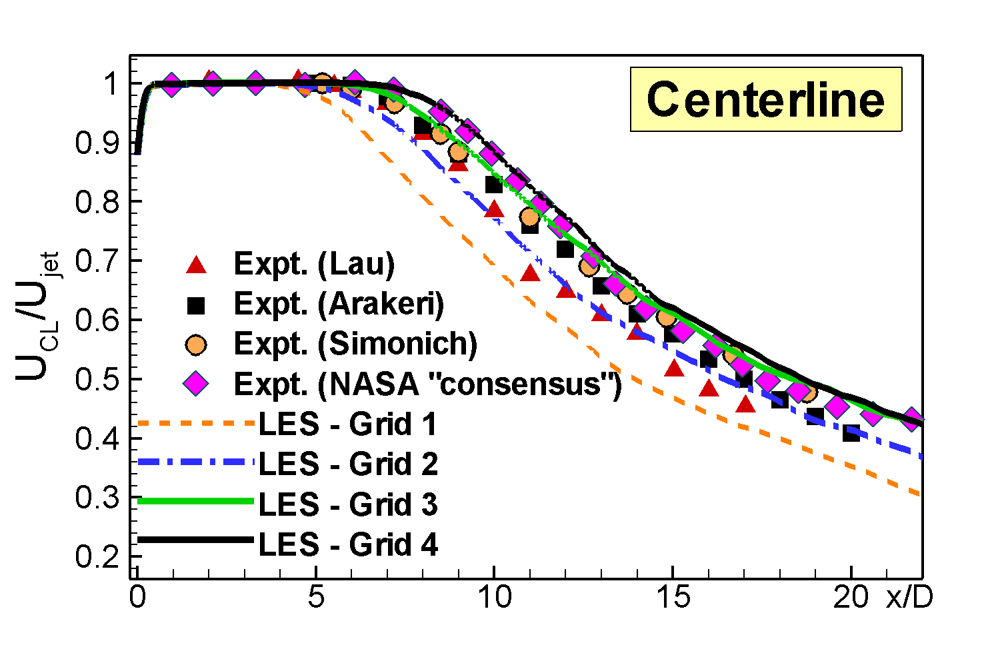 Centerline
1
0.9
0.8
0.7
0.6
0.5
0.4
0.3
0.2
U_CL/U_jet
Expt. (Lau)
Expt. (Arakeri)
Expt. (Simonich)
Expt. (NASA "consensus")
LES - Grid 1
LES - Grid 2
LES - Grid 3
LES - Grid 4
0 5 10 15 20 x/D